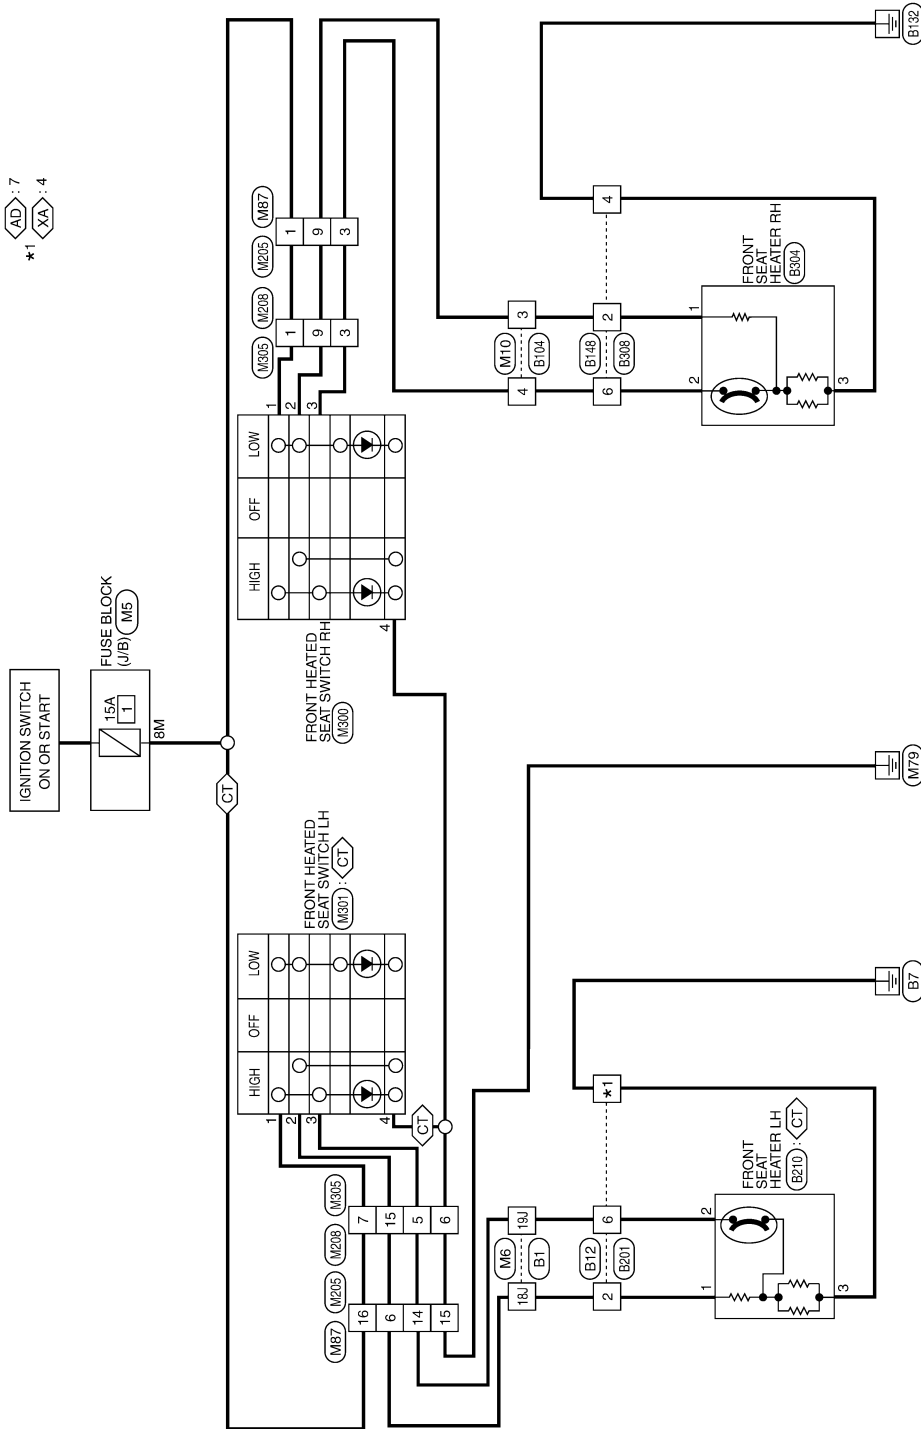 AD : 7
*1 XA : 4
IGNITION SWITCH
ON OR START
FUSE BLOCK
(J/B) M5
15A
1
8M
CT
FRONT HEATED
SEAT SWITCH LH
M301 : CT
HIGH OFF LOW
1
2
3
4
CT
FRONT HEATED
SEAT SWITCH RH
M300
HIGH OFF LOW
1
2
3
4
M87 M205 M208 M305
16 7
6 15
14 5
15 6
M305 M208 M205 M87
1 1
9 9
3 3
18J M6 19J
B1
2 B12 6 *1
B201
4 M10 3
B104
6 B148 2 4
B308
FRONT
SEAT
HEATER LH
B210 : CT
1 2
3
FRONT
SEAT
HEATER RH
B304
2 1
3
B7
M79
B132